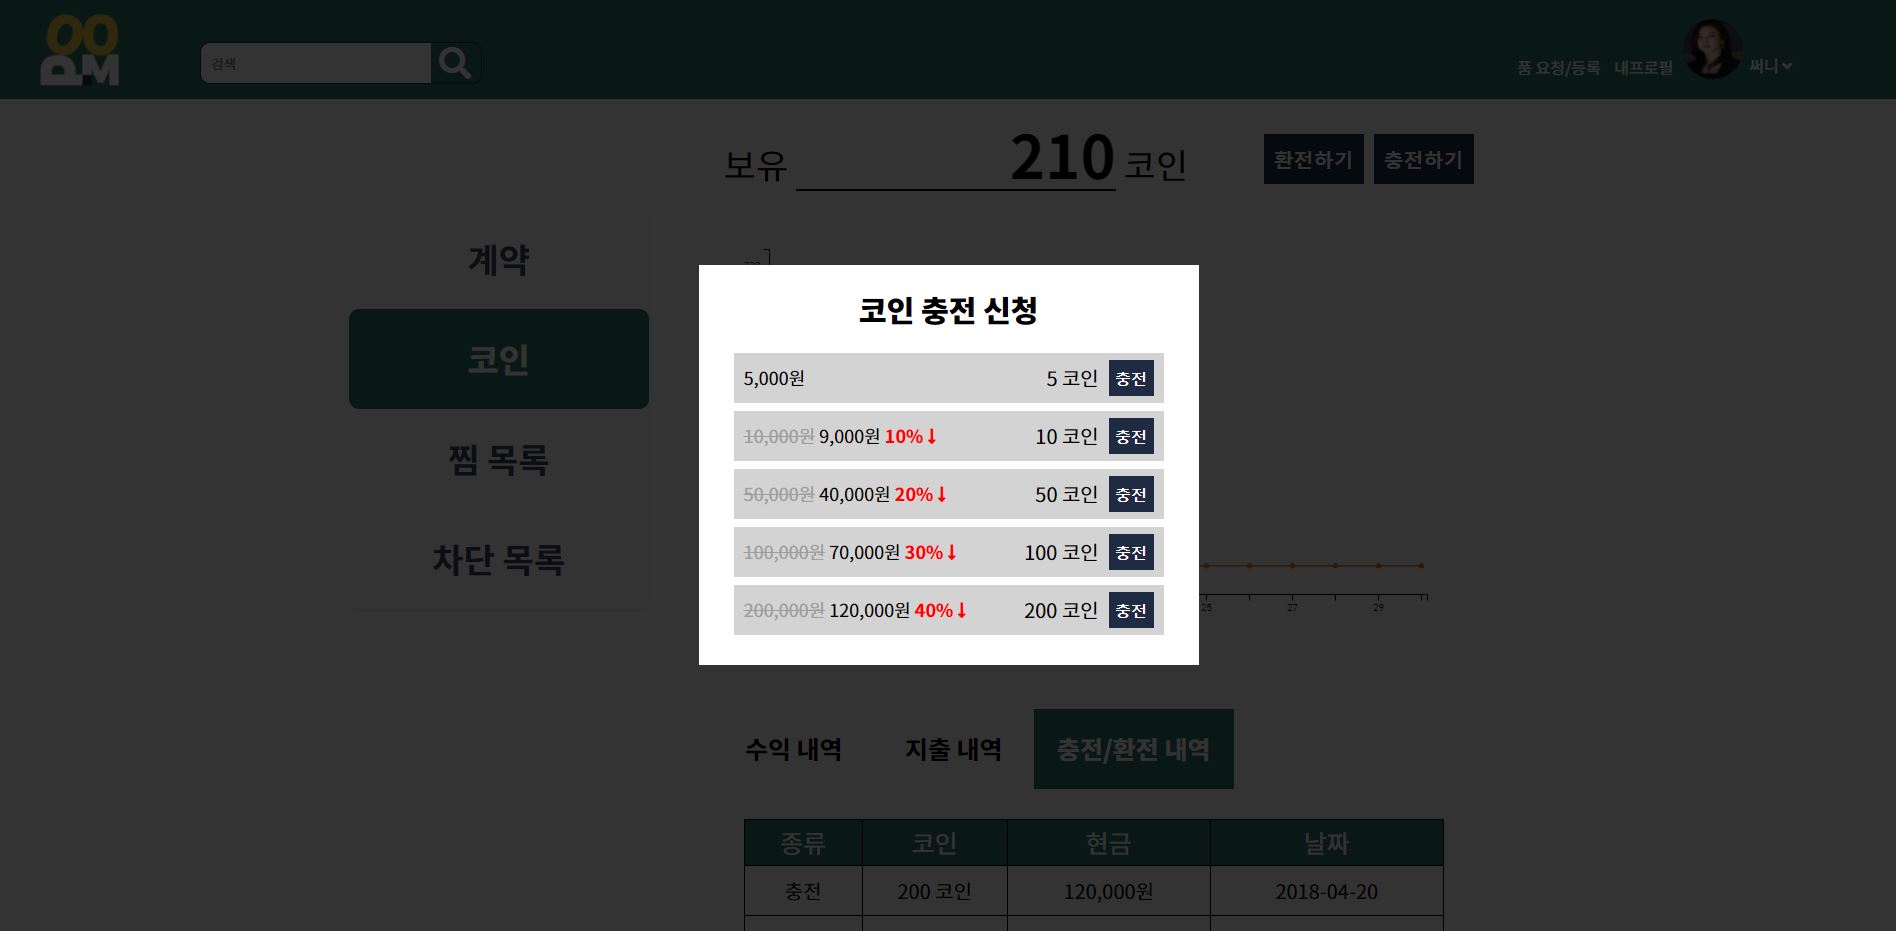 POOM
검색
품 요청/등록 내프로필 써니
보유 210 코인 환전하기 충전하기
계약
코인
찜 목록
차단 목록
코인 충전 신청
5,000원 5 코인 충전
10,000원 9,000원 10%↓ 10 코인 충전
50,000원 40,000원 20%↓ 50 코인 충전
100,000원 70,000원 30%↓ 100 코인 충전
200,000원 120,000원 40%↓ 200 코인 충전
25 27 29
수익 내역 지출 내역 충전/환전 내역
종류 코인 현금 날짜
충전 200 코인 120,000원 2018-04-20